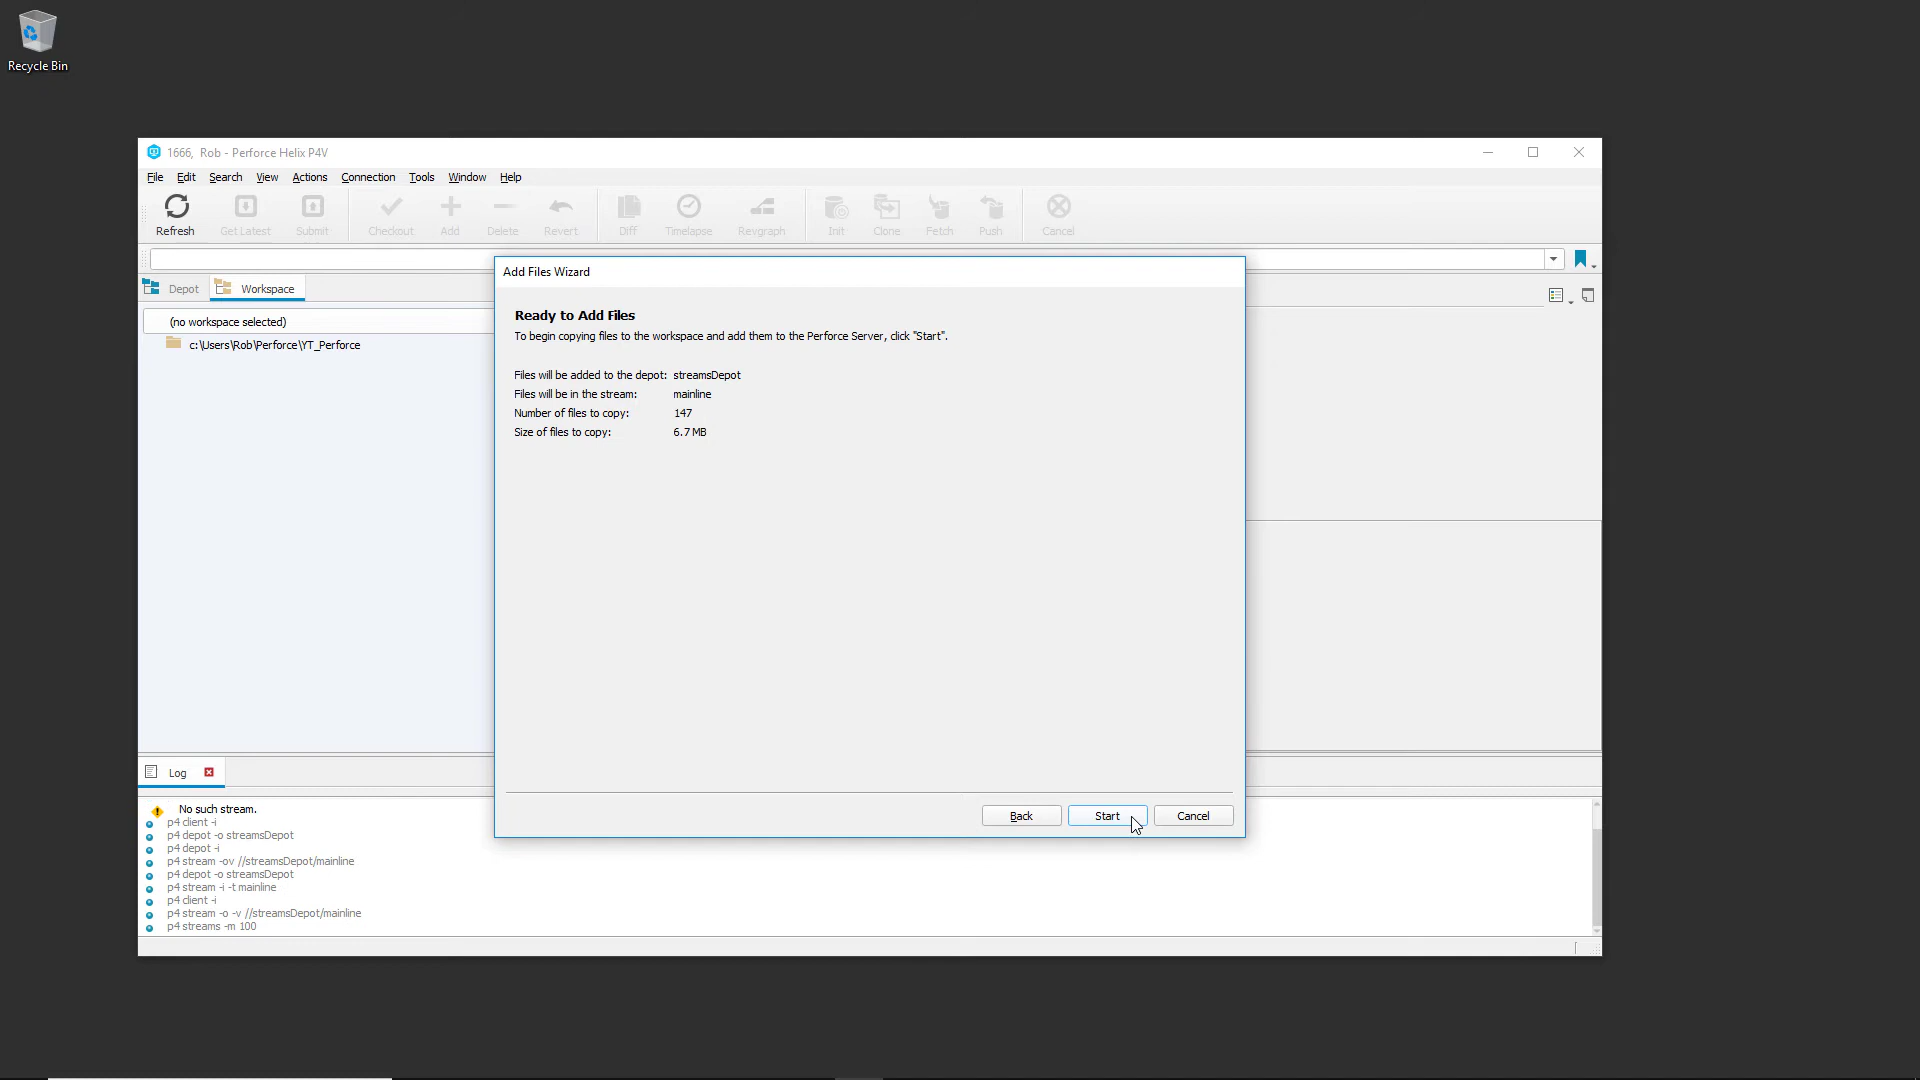 Recycle Bin
1666, Rob - Perforce Helix P4V
File Edit Search View Actions Connection Tools Window Help
Refresh Get Latest Submit Checkout Add Delete Revert Diff Timelapse Revgraph Init Clone Fetch Push Cancel
Depot Workspace
(no workspace selected)
c:\Users\Rob\Perforce\YT_Perforce
Add Files Wizard
Ready to Add Files
To begin copying files to the workspace and add them to the Perforce Server, click "Start".
Files will be added to the depot: streamsDepot
Files will be in the stream: mainline
Number of files to copy: 147
Size of files to copy: 6.7 MB
Back Start Cancel
Log
No such stream.
p4 client -i
p4 depot -o streamsDepot
p4 depot -i
p4 stream -ov //streamsDepot/mainline
p4 depot -o streamsDepot
p4 stream -i -t mainline
p4 client -i
p4 stream -o -v //streamsDepot/mainline
p4 streams -m 100